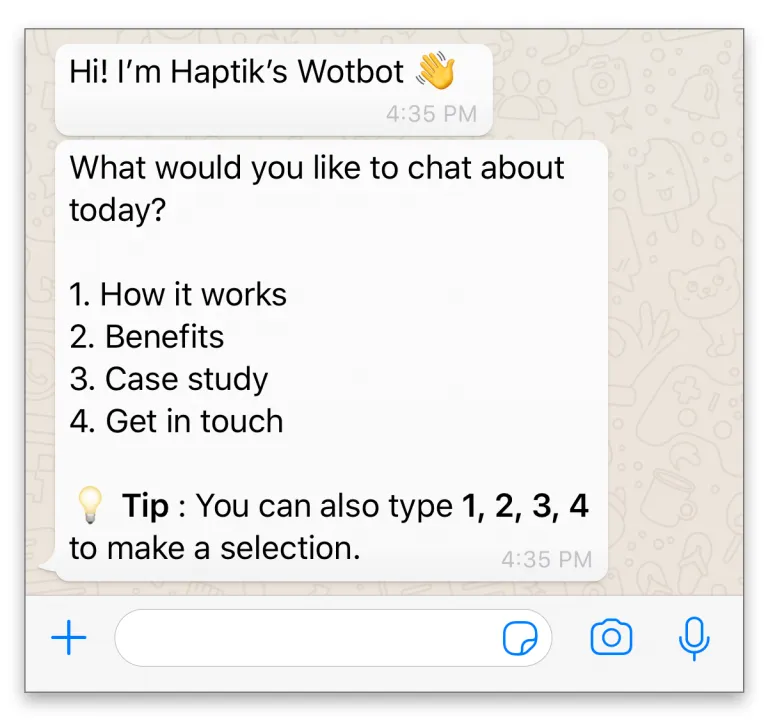 Hi! I’m Haptik’s Wotbot 👋
4:35 PM
What would you like to chat about
today?
1. How it works
2. Benefits
3. Case study
4. Get in touch
💡 Tip : You can also type 1, 2, 3, 4
to make a selection.
4:35 PM